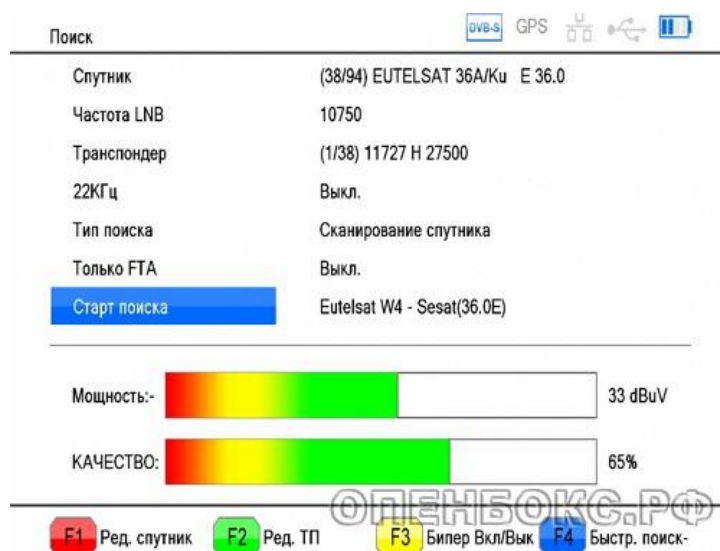 Поиск DVB-S GPS
Спутник (38/94) EUTELSAT 36A/Ku E 36.0
Частота LNB 10750
Транспондер (1/38) 11727 H 27500
22КГц Выкл.
Тип поиска Сканирование спутника
Только FTA Выкл.
Старт поиска Eutelsat W4 - Sesat(36.0E)
Мощность:- 33 dBuV
КАЧЕСТВО: 65%
ОПЕНБОКС.РФ
F1 Ред. спутник F2 Ред. ТП F3 Бипер Вкл/Вык F4 Быстр. поиск-